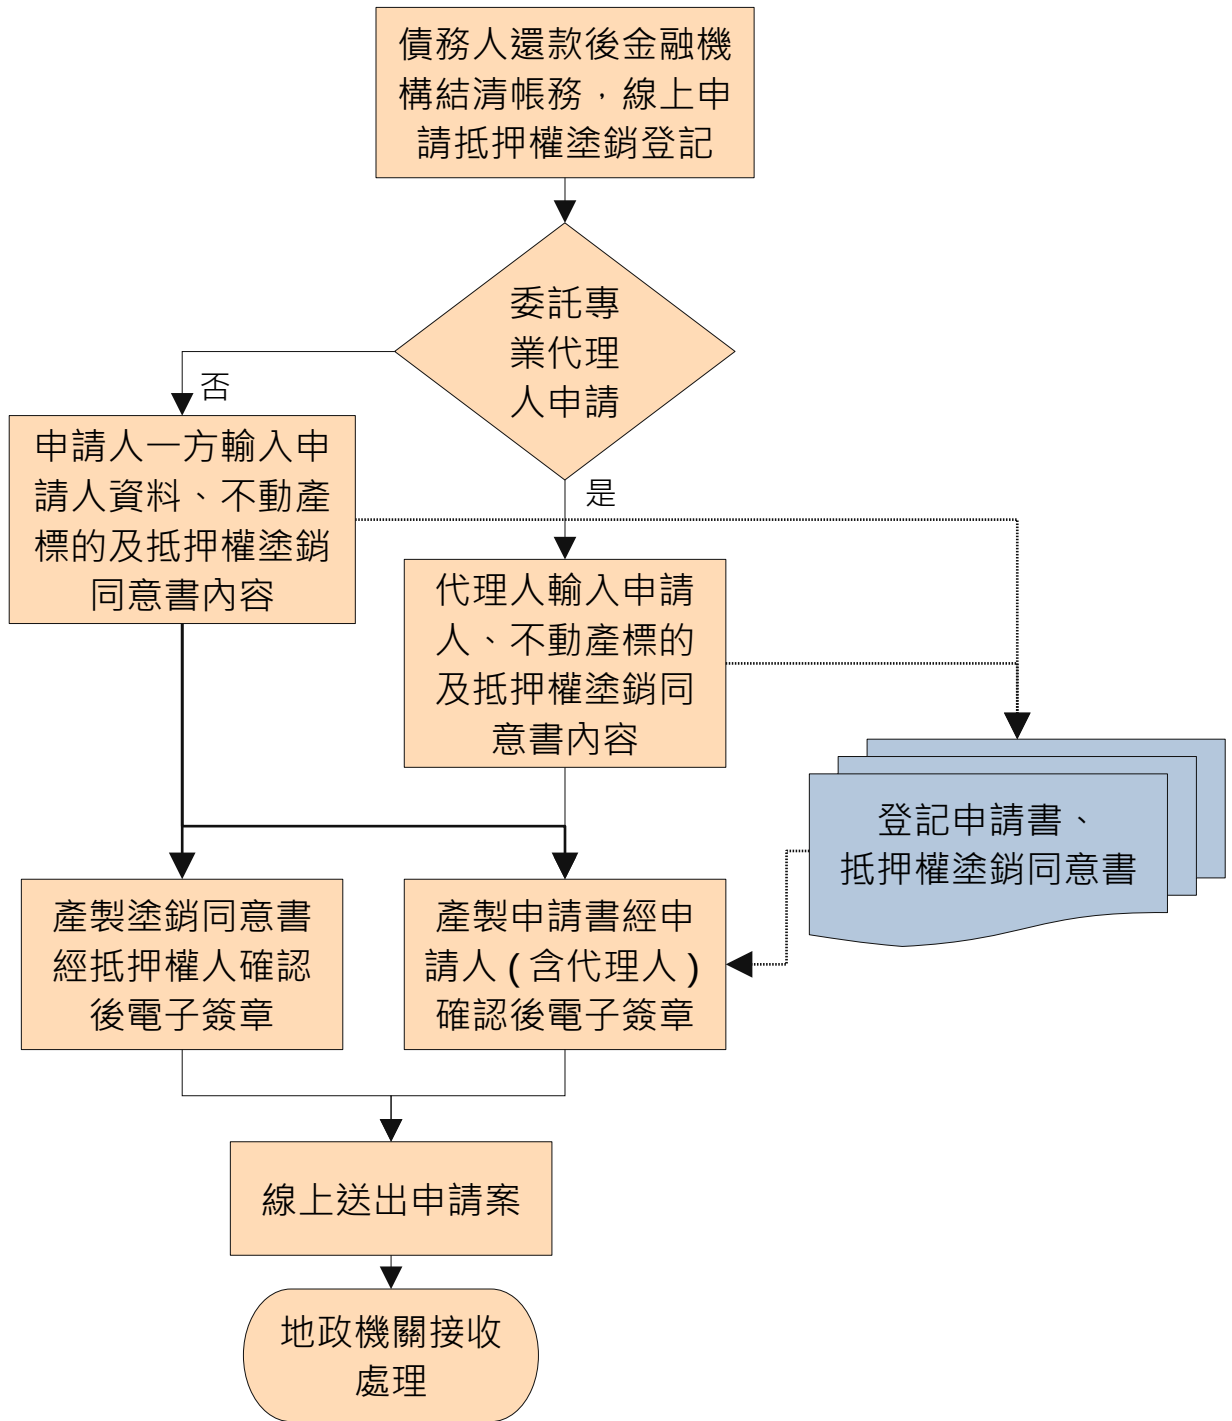 債務人還款後金融機
構結清帳務，線上申
請抵押權塗銷登記
委託專
業代理
人申請
否
是
申請人一方輸入申
請人資料、不動產
標的及抵押權塗銷
同意書內容
代理人輸入申請
人、不動產標的
及抵押權塗銷同
意書內容
登記申請書、
抵押權塗銷同意書
產製塗銷同意書
經抵押權人確認
後電子簽章
產製申請書經申
請人(含代理人)
確認後電子簽章
線上送出申請案
地政機關接收
處理